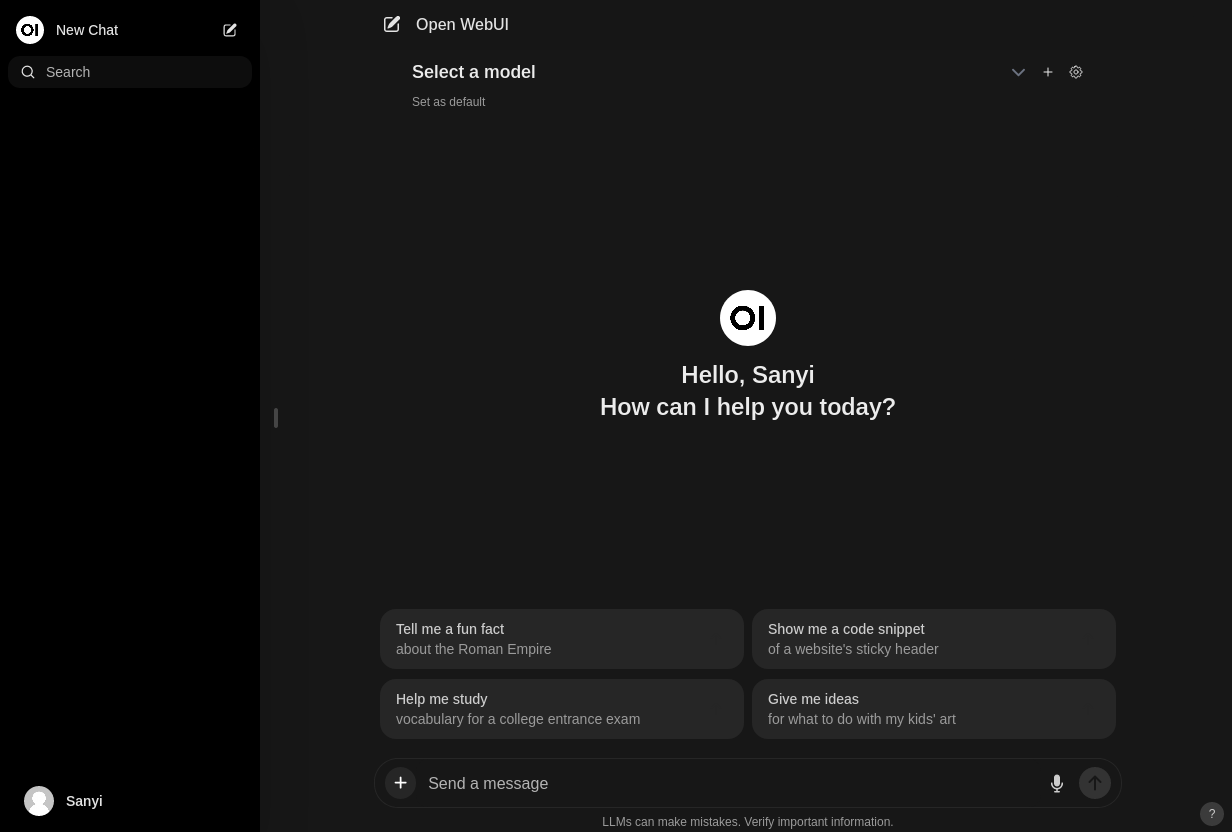 OI New Chat
Search
Open WebUI
Select a model
Set as default
OI
Hello, Sanyi
How can I help you today?
Tell me a fun fact
about the Roman Empire
Show me a code snippet
of a website's sticky header
Help me study
vocabulary for a college entrance exam
Give me ideas
for what to do with my kids' art
Send a message
Sanyi
LLMs can make mistakes. Verify important information.
?